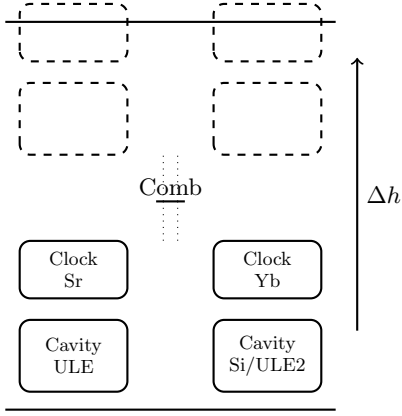 Comb
Δh
Clock
Sr
Clock
Yb
Cavity
ULE
Cavity
Si/ULE2